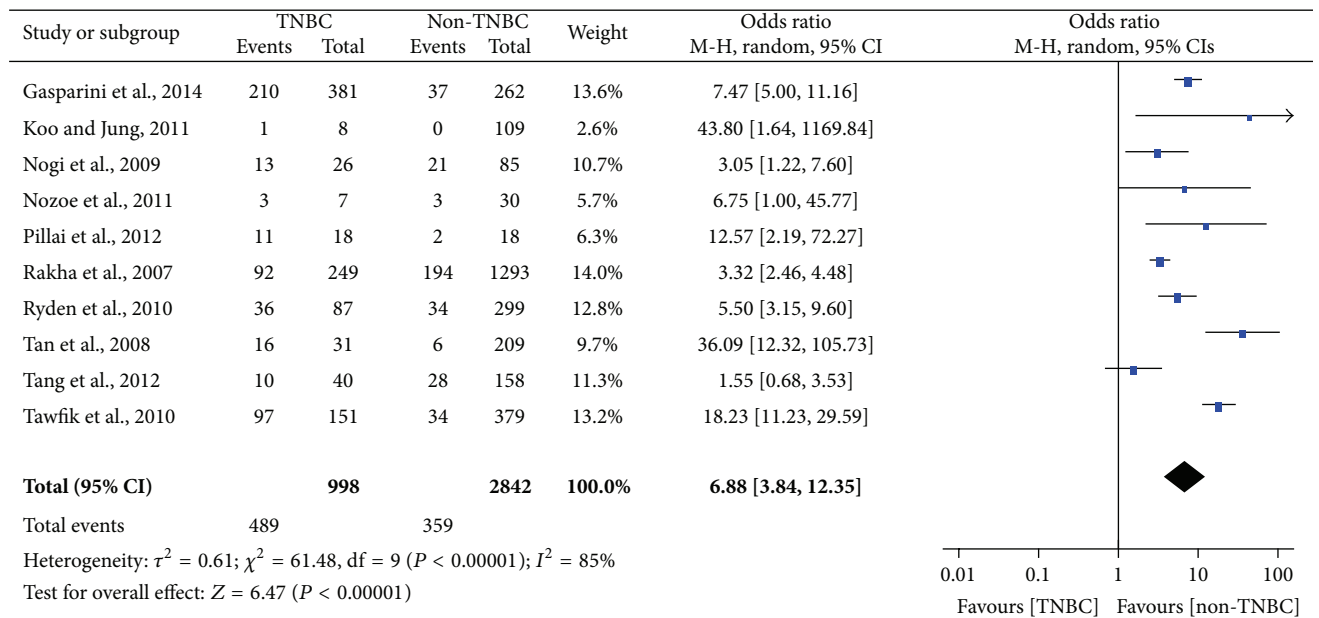 Study or subgroup TNBC Non-TNBC Weight Odds ratio Odds ratio
Events Total Events Total M-H, random, 95% CI M-H, random, 95% CIs
Gasparini et al., 2014 210 381 37 262 13.6% 7.47 [5.00, 11.16]
Koo and Jung, 2011 1 8 0 109 2.6% 43.80 [1.64, 1169.84]
Nogi et al., 2009 13 26 21 85 10.7% 3.05 [1.22, 7.60]
Nozoe et al., 2011 3 7 3 30 5.7% 6.75 [1.00, 45.77]
Pillai et al., 2012 11 18 2 18 6.3% 12.57 [2.19, 72.27]
Rakha et al., 2007 92 249 194 1293 14.0% 3.32 [2.46, 4.48]
Ryden et al., 2010 36 87 34 299 12.8% 5.50 [3.15, 9.60]
Tan et al., 2008 16 31 6 209 9.7% 36.09 [12.32, 105.73]
Tang et al., 2012 10 40 28 158 11.3% 1.55 [0.68, 3.53]
Tawfik et al., 2010 97 151 34 379 13.2% 18.23 [11.23, 29.59]
Total (95% CI) 998 2842 100.0% 6.88 [3.84, 12.35]
Total events 489 359
Heterogeneity: τ² = 0.61; χ² = 61.48, df = 9 (P < 0.00001); I² = 85%
Test for overall effect: Z = 6.47 (P < 0.00001)
0.01 0.1 1 10 100
Favours [TNBC] Favours [non-TNBC]